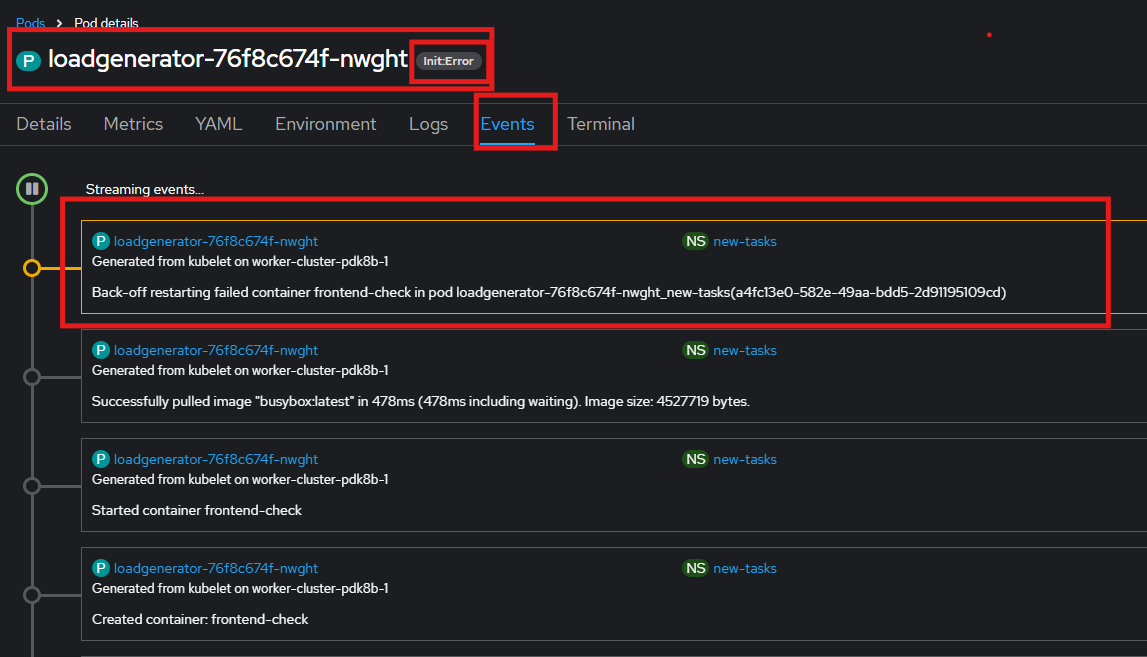 Pods > Pod details
P loadgenerator-76f8c674f-nwght Init:Error
Details Metrics YAML Environment Logs Events Terminal
Streaming events...
P loadgenerator-76f8c674f-nwght NS new-tasks
Generated from kubelet on worker-cluster-pdk8b-1
Back-off restarting failed container frontend-check in pod loadgenerator-76f8c674f-nwght_new-tasks(a4fc13e0-582e-49aa-bdd5-2d91195109cd)
P loadgenerator-76f8c674f-nwght NS new-tasks
Generated from kubelet on worker-cluster-pdk8b-1
Successfully pulled image "busybox:latest" in 478ms (478ms including waiting). Image size: 4527719 bytes.
P loadgenerator-76f8c674f-nwght NS new-tasks
Generated from kubelet on worker-cluster-pdk8b-1
Started container frontend-check
P loadgenerator-76f8c674f-nwght NS new-tasks
Generated from kubelet on worker-cluster-pdk8b-1
Created container: frontend-check